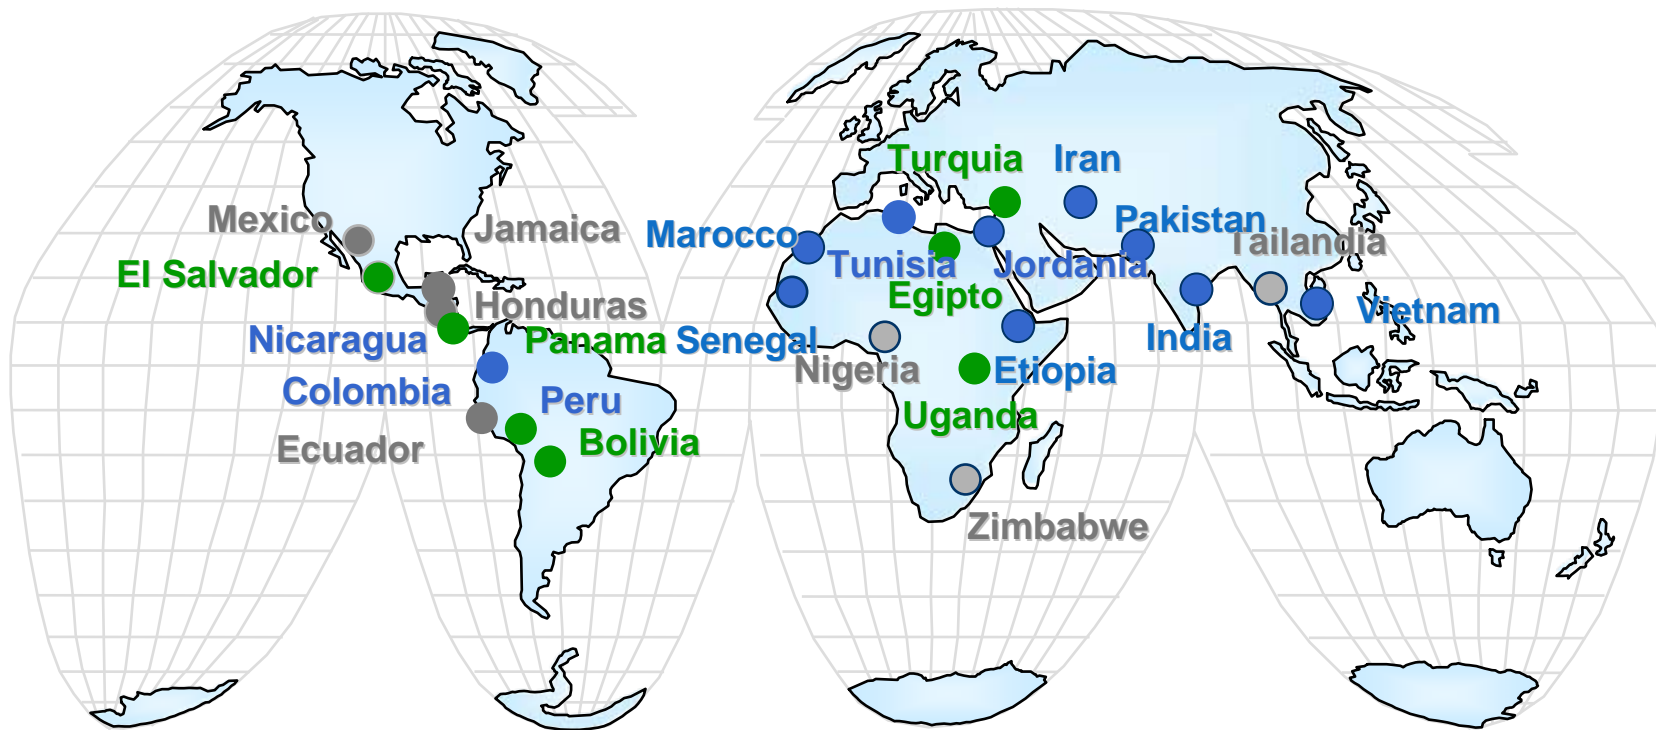 Turquia
Iran
Mexico
Jamaica
Marocco
Pakistan
Tailandia
El Salvador
Tunisia
Jordania
Egipto
Honduras
Vietnam
Nicaragua
Panama
Senegal
India
Nigeria
Etiopia
Colombia
Peru
Uganda
Ecuador
Bolivia
Zimbabwe